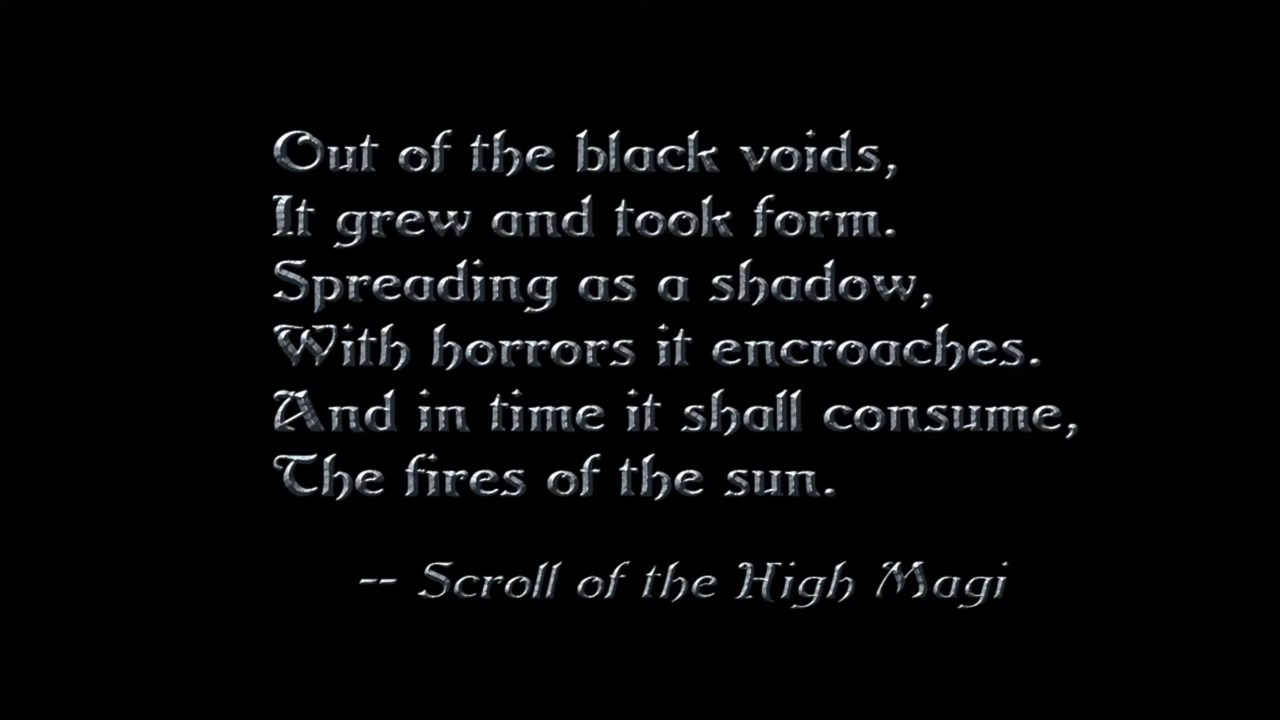 Out of the black voids,
It grew and took form.
Spreading as a shadow,
With horrors it encroaches.
And in time it shall consume,
The fires of the sun.
-- Scroll of the High Magi